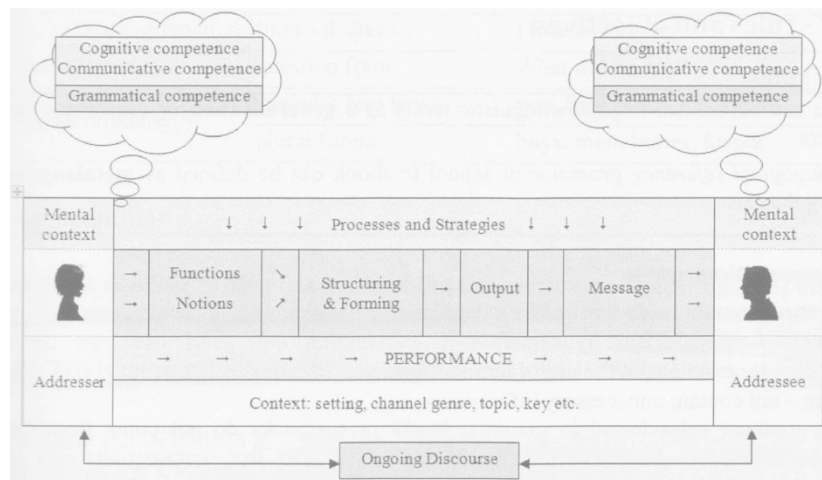 Cognitive competence
Communicative competence
Grammatical competence
Cognitive competence
Communicative competence
Grammatical competence
Mental
context
Processes and Strategies
Mental
context
Functions
Notions
Structuring
& Forming
Output
Message
PERFORMANCE
Addresser
Addressee
Context: setting, channel genre, topic, key etc.
Ongoing Discourse